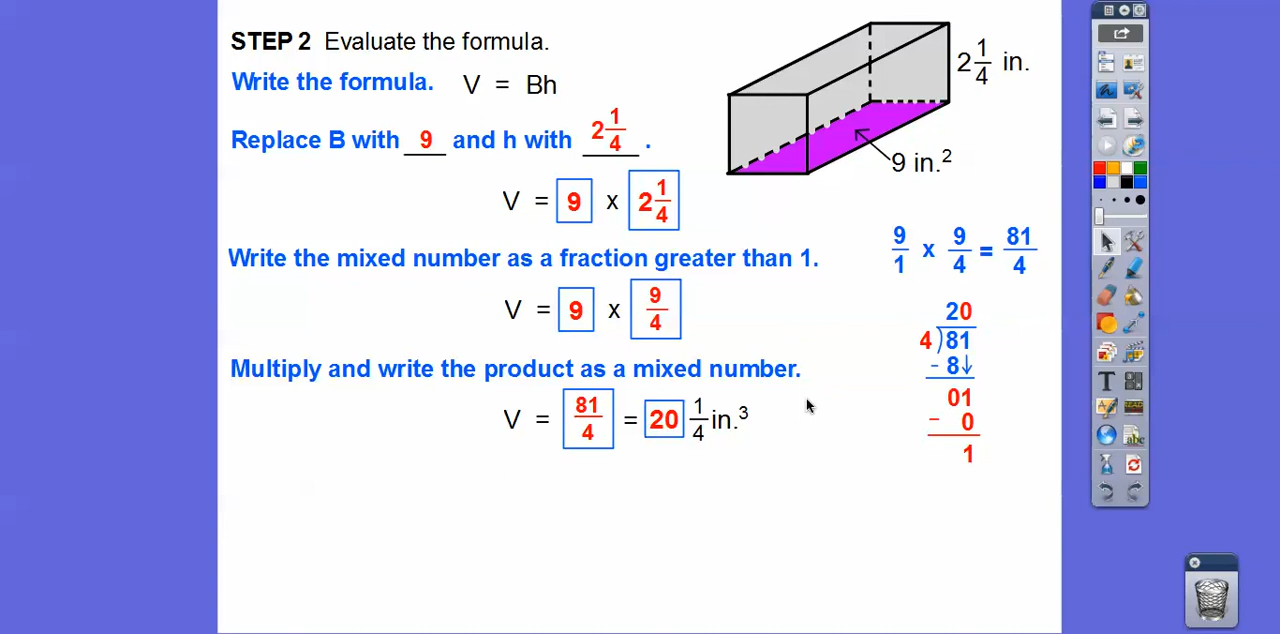 STEP 2 Evaluate the formula.
Write the formula. V = Bh
Replace B with 9 and h with 2 1/4 .
V = 9 x 2 1/4
Write the mixed number as a fraction greater than 1.
V = 9 x 9/4
Multiply and write the product as a mixed number.
V = 81/4 = 20 1/4 in.³
2 1/4 in.
9 in.²
9/1 x 9/4 = 81/4
20
4)81
- 8↓
01
- 0
1